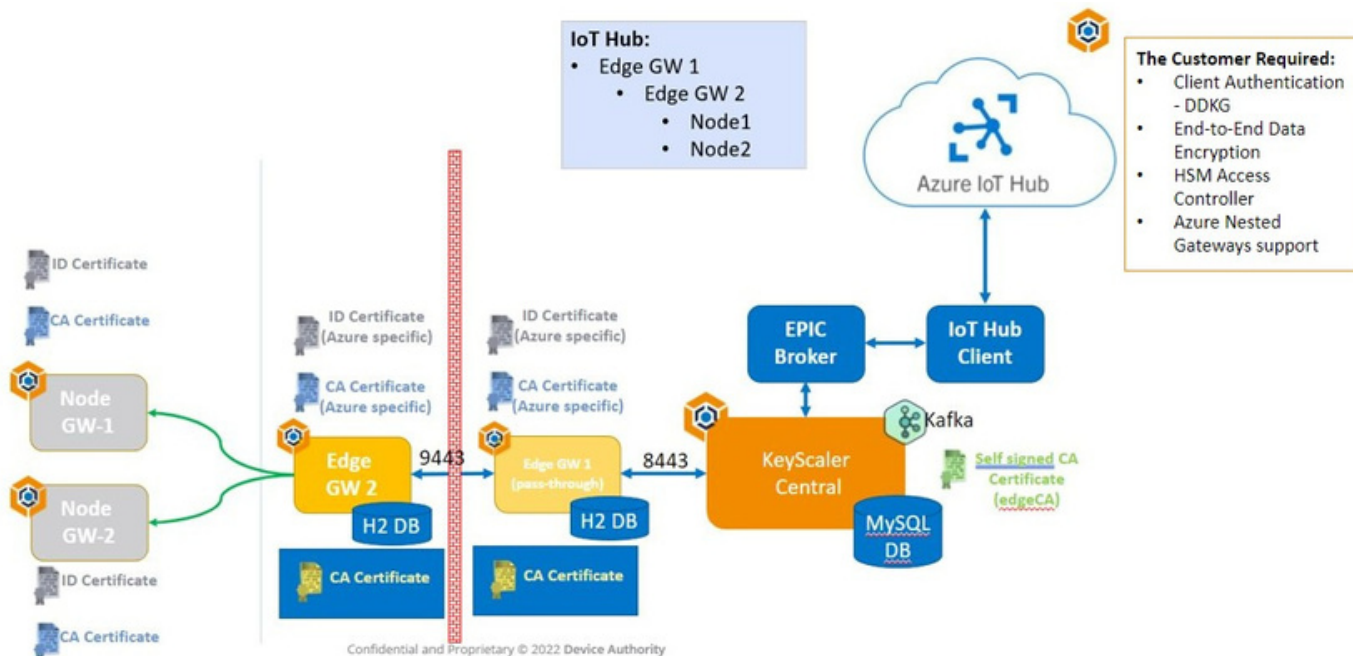 IoT Hub:
• Edge GW 1
• Edge GW 2
• Node1
• Node2
Azure IoT Hub
The Customer Required:
• Client Authentication
- DDKG
• End-to-End Data
Encryption
• HSM Access
Controller
• Azure Nested
Gateways support
ID Certificate
CA Certificate
Node
GW-1
Node
GW-2
ID Certificate
CA Certificate
ID Certificate
(Azure specific)
CA Certificate
(Azure specific)
Edge
GW 2
H2 DB
CA Certificate
9443
ID Certificate
(Azure specific)
CA Certificate
(Azure specific)
Edge GW 1
(pass-through)
H2 DB
CA Certificate
8443
EPIC
Broker
IoT Hub
Client
KeyScaler
Central
Kafka
MySQL
DB
Self signed CA
Certificate
(edgeCA)
Confidential and Proprietary © 2022 Device Authority